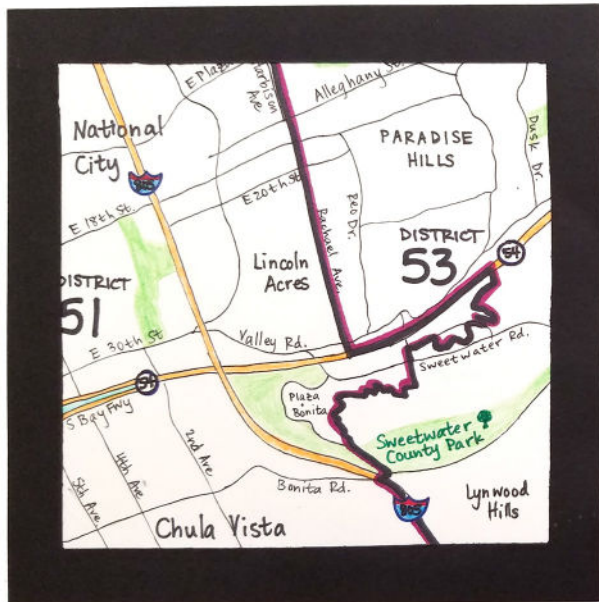 E Plaza
Harbison
Ave
Alleghany St.
National
City
PARADISE
HILLS
Dusk Dr.
805
E 18th St.
E 20th St.
Rachael Ave.
Reo Dr.
DISTRICT
53
54
Lincoln
Acres
DISTRICT
51
E 30th St
Valley Rd.
Sweetwater Rd.
54
S Bay Fwy
Plaza
Bonita
2nd Ave
4th Ave
5th Ave
Sweetwater
County Park
Bonita Rd.
805
Lynwood
Hills
Chula Vista